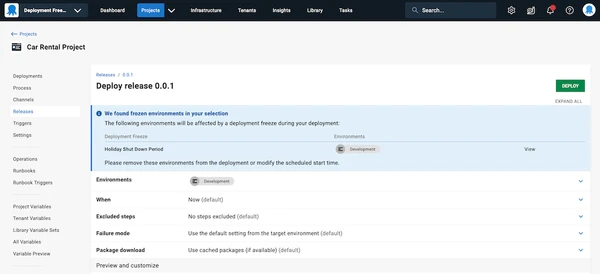 Deployment Free...
Dashboard
Projects
Infrastructure
Tenants
Insights
Library
Tasks
Search...
← Projects
Car Rental Project
Deployments
Process
Channels
Releases
Triggers
Settings
Operations
Runbooks
Runbook Triggers
Project Variables
Tenant Variables
Library Variable Sets
All Variables
Variable Preview
Releases / 0.0.1
Deploy release 0.0.1
DEPLOY
EXPAND ALL
We found frozen environments in your selection
The following environments will be affected by a deployment freeze during your deployment:
Deployment Freeze Environments
Holiday Shut Down Period Development View
Please remove these environments from the deployment or modify the scheduled start time.
Environments Development
When Now (default)
Excluded steps No steps excluded (default)
Failure mode Use the default setting from the target environment (default)
Package download Use cached packages (if available) (default)
Preview and customize